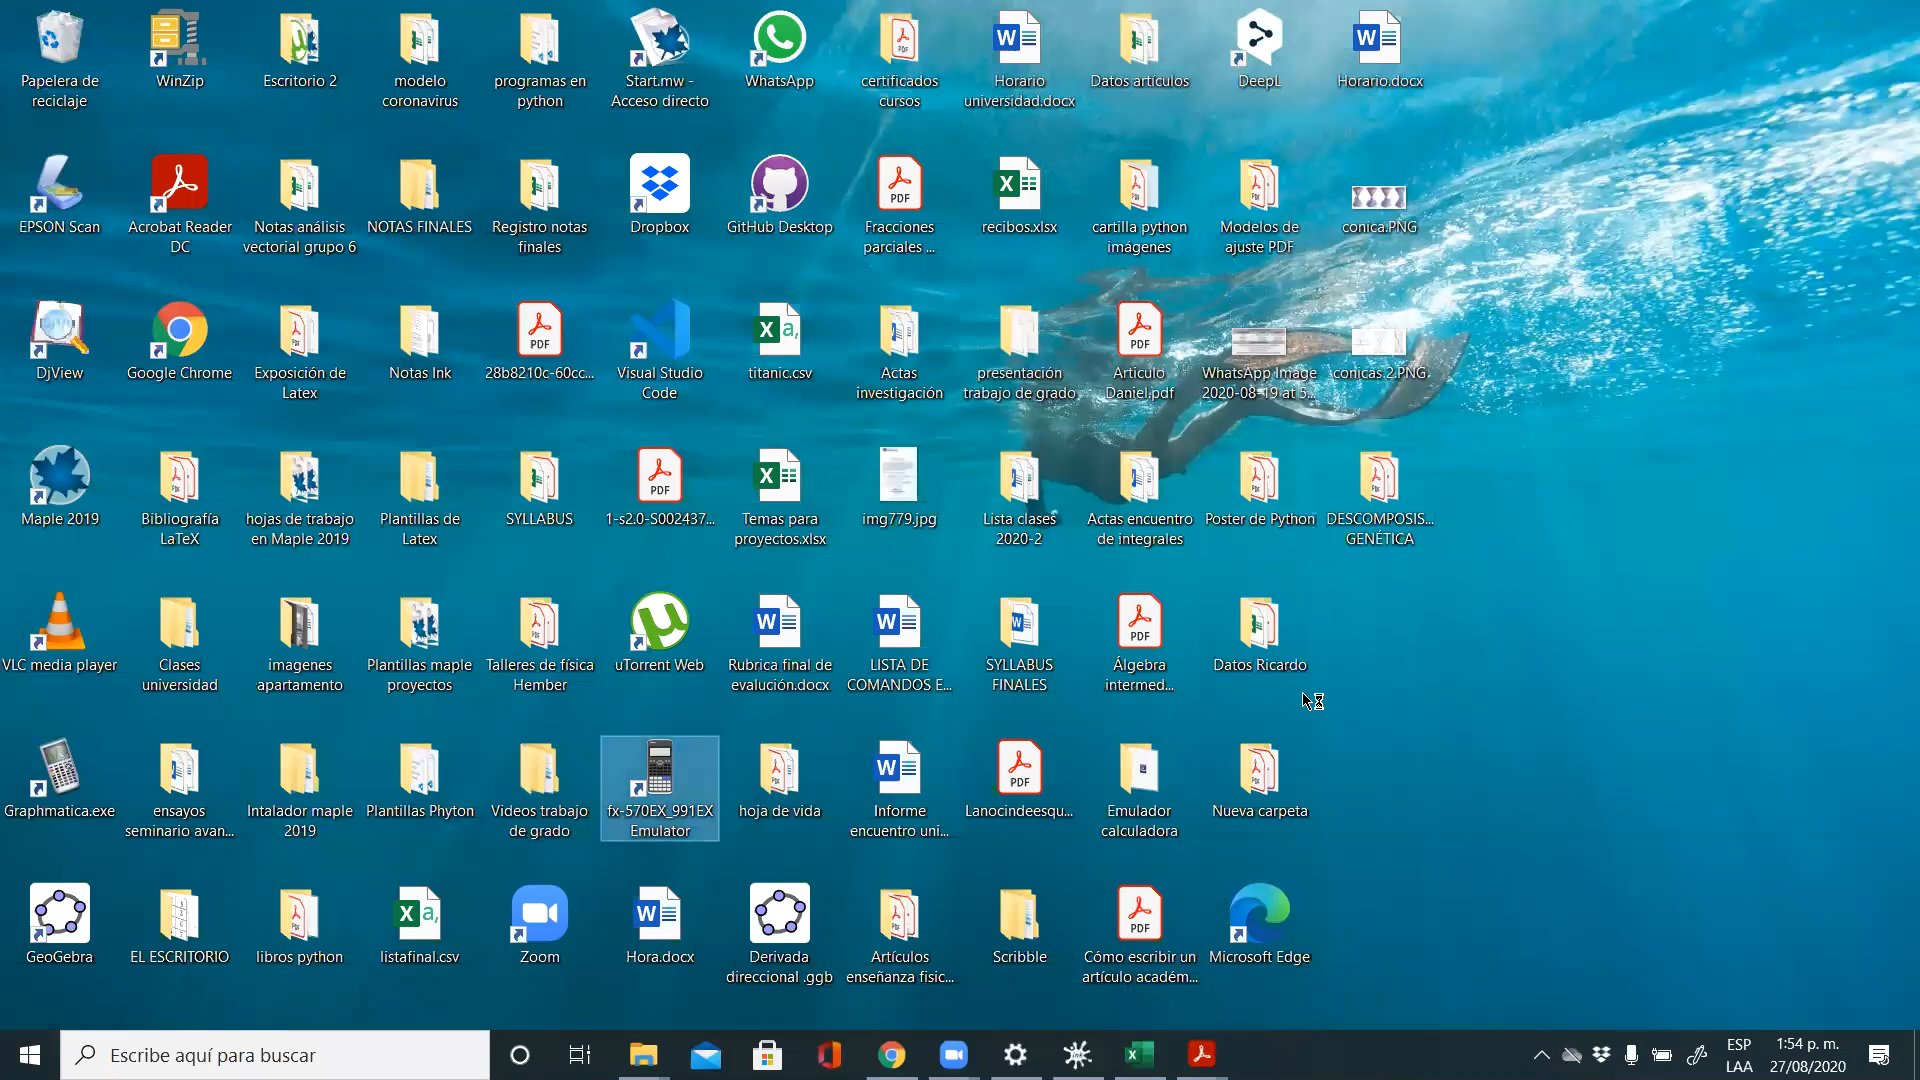 Papelera de
reciclaje
WinZip
Escritorio 2
modelo
coronavirus
programas en
python
Start.mw -
Acceso directo
WhatsApp
certificados
cursos
Horario
universidad.docx
Datos artículos
DeepL
Horario.docx
EPSON Scan
Acrobat Reader
DC
Notas análisis
vectorial grupo 6
NOTAS FINALES
Registro notas
finales
Dropbox
GitHub Desktop
Fracciones
parciales ...
recibos.xlsx
cartilla python
imágenes
Modelos de
ajuste PDF
conica.PNG
DjView
Google Chrome
Exposición de
Latex
Notas Ink
28b8210c-60cc...
Visual Studio
Code
titanic.csv
Actas
investigación
presentación
trabajo de grado
Articulo
Daniel.pdf
WhatsApp Image
2020-08-19 at 5...
conicas 2.PNG
Maple 2019
Bibliografía
LaTeX
hojas de trabajo
en Maple 2019
Plantillas de
Latex
SYLLABUS
1-s2.0-S002437...
Temas para
proyectos.xlsx
img779.jpg
Lista clases
2020-2
Actas encuentro
de integrales
Poster de Python
DESCOMPOSIS...
GENÉTICA
VLC media player
Clases
universidad
imagenes
apartamento
Plantillas maple
proyectos
Talleres de física
Hember
uTorrent Web
Rubrica final de
evalución.docx
LISTA DE
COMANDOS E...
SYLLABUS
FINALES
Álgebra
intermed...
Datos Ricardo
Graphmatica.exe
ensayos
seminario avan...
Intalador maple
2019
Plantillas Phyton
Videos trabajo
de grado
fx-570EX_991EX
Emulator
hoja de vida
Informe
encuentro uni...
Lanocindeesqu...
Emulador
calculadora
Nueva carpeta
GeoGebra
EL ESCRITORIO
libros python
listafinal.csv
Zoom
Hora.docx
Derivada
direccional .ggb
Artículos
enseñanza fisic...
Scribble
Cómo escribir un
artículo academ...
Microsoft Edge
Escribe aquí para buscar
ESP
LAA
1:54 p. m.
27/08/2020